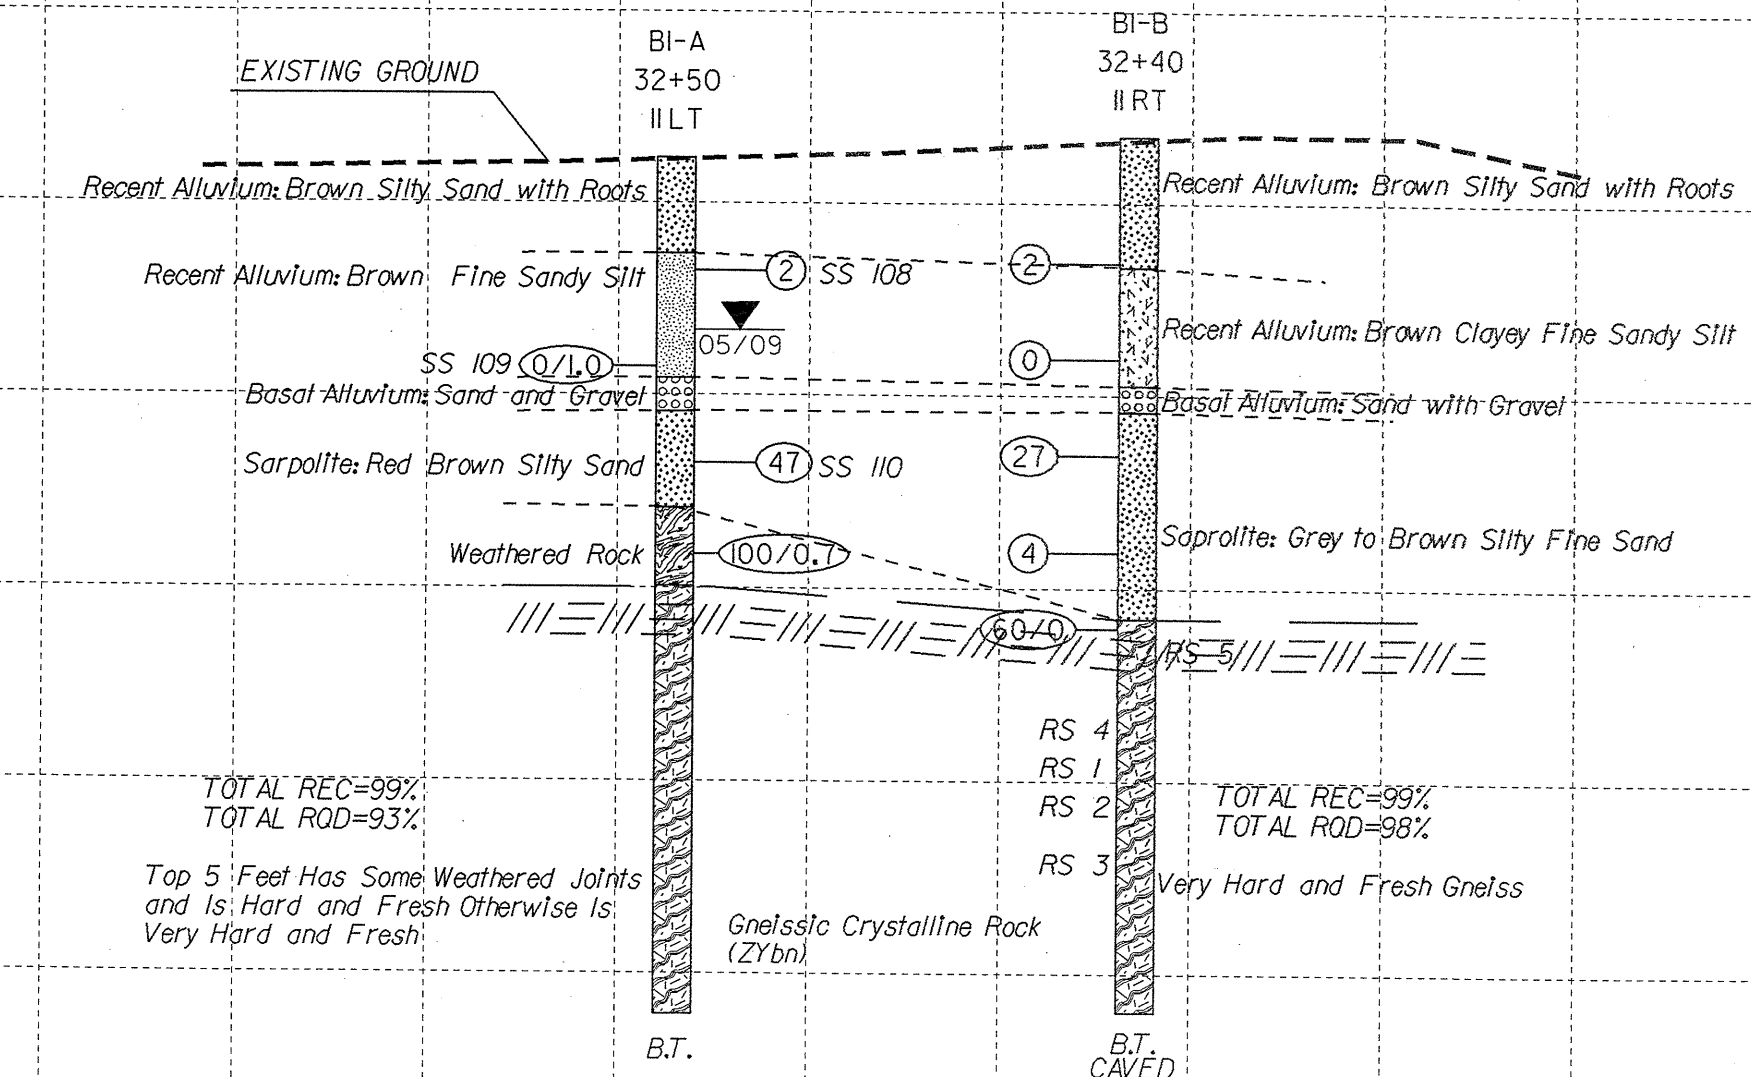 BI-A
32+50
11 LT
BI-B
32+40
11 RT
EXISTING GROUND
Recent Alluvium: Brown Silty Sand with Roots
Recent Alluvium: Brown Silty Sand with Roots
Recent Alluvium: Brown Fine Sandy Silt
2 SS 108
2
05/09
Recent Alluvium: Brown Clayey Fine Sandy Silt
SS 109 0/1.0
0
Basal Alluvium: Sand and Gravel
Basal Alluvium: Sand with Gravel
Sarpolite: Red Brown Silty Sand
47 SS 110
27
Weathered Rock
100/0.7
4
Saprolite: Grey to Brown Silty Fine Sand
60/0
RS 5
RS 4
RS 1
RS 2
RS 3
TOTAL REC=99%
TOTAL RQD=93%
TOTAL REC=99%
TOTAL RQD=98%
Top 5 Feet Has Some Weathered Joints
and Is Hard and Fresh Otherwise Is
Very Hard and Fresh
Very Hard and Fresh Gneiss
Gneissic Crystalline Rock
(ZYbn)
B.T.
B.T.
CAVED